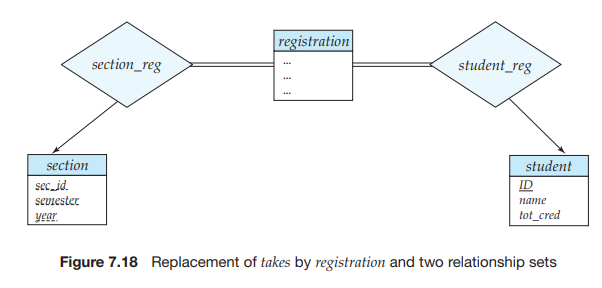 section_reg
registration
...
...
...
student_reg
section
sec_id
semester
year
student
ID
name
tot_cred
Figure 7.18 Replacement of takes by registration and two relationship sets